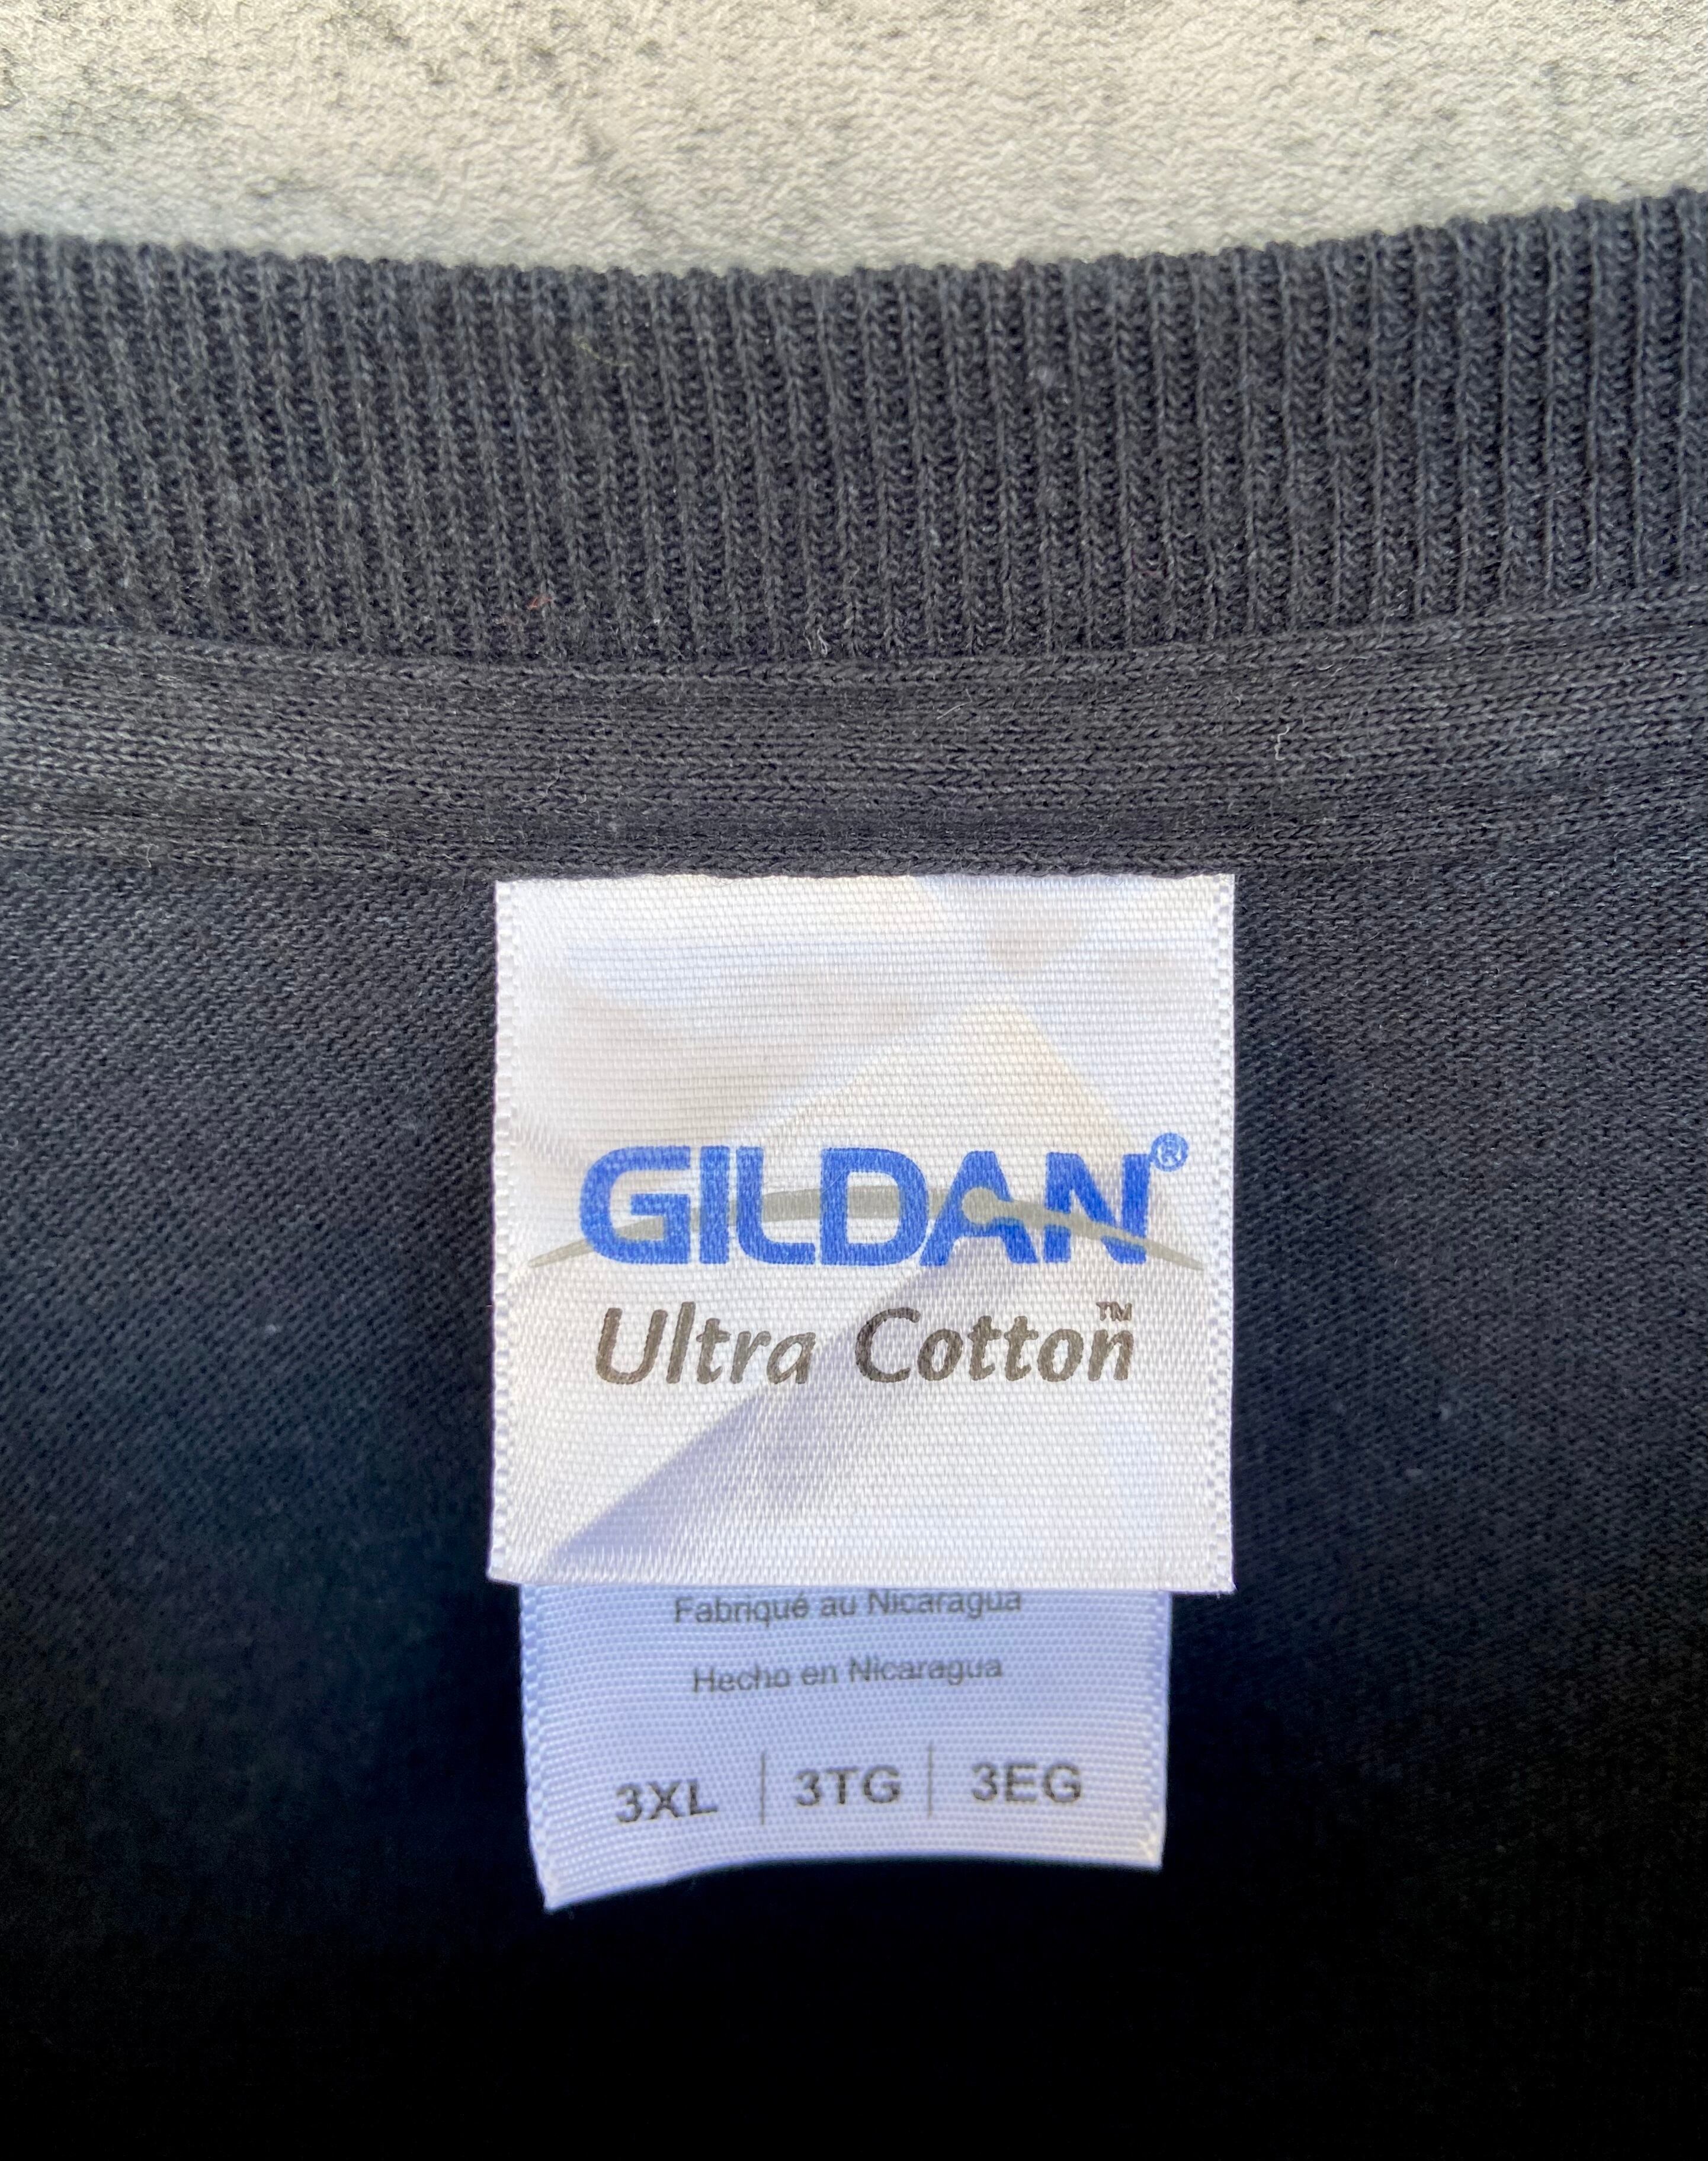 GILDAN®
Ultra Cotton™
Fabriqué au Nicaragua
Hecho en Nicaragua
3XL | 3TG | 3EG